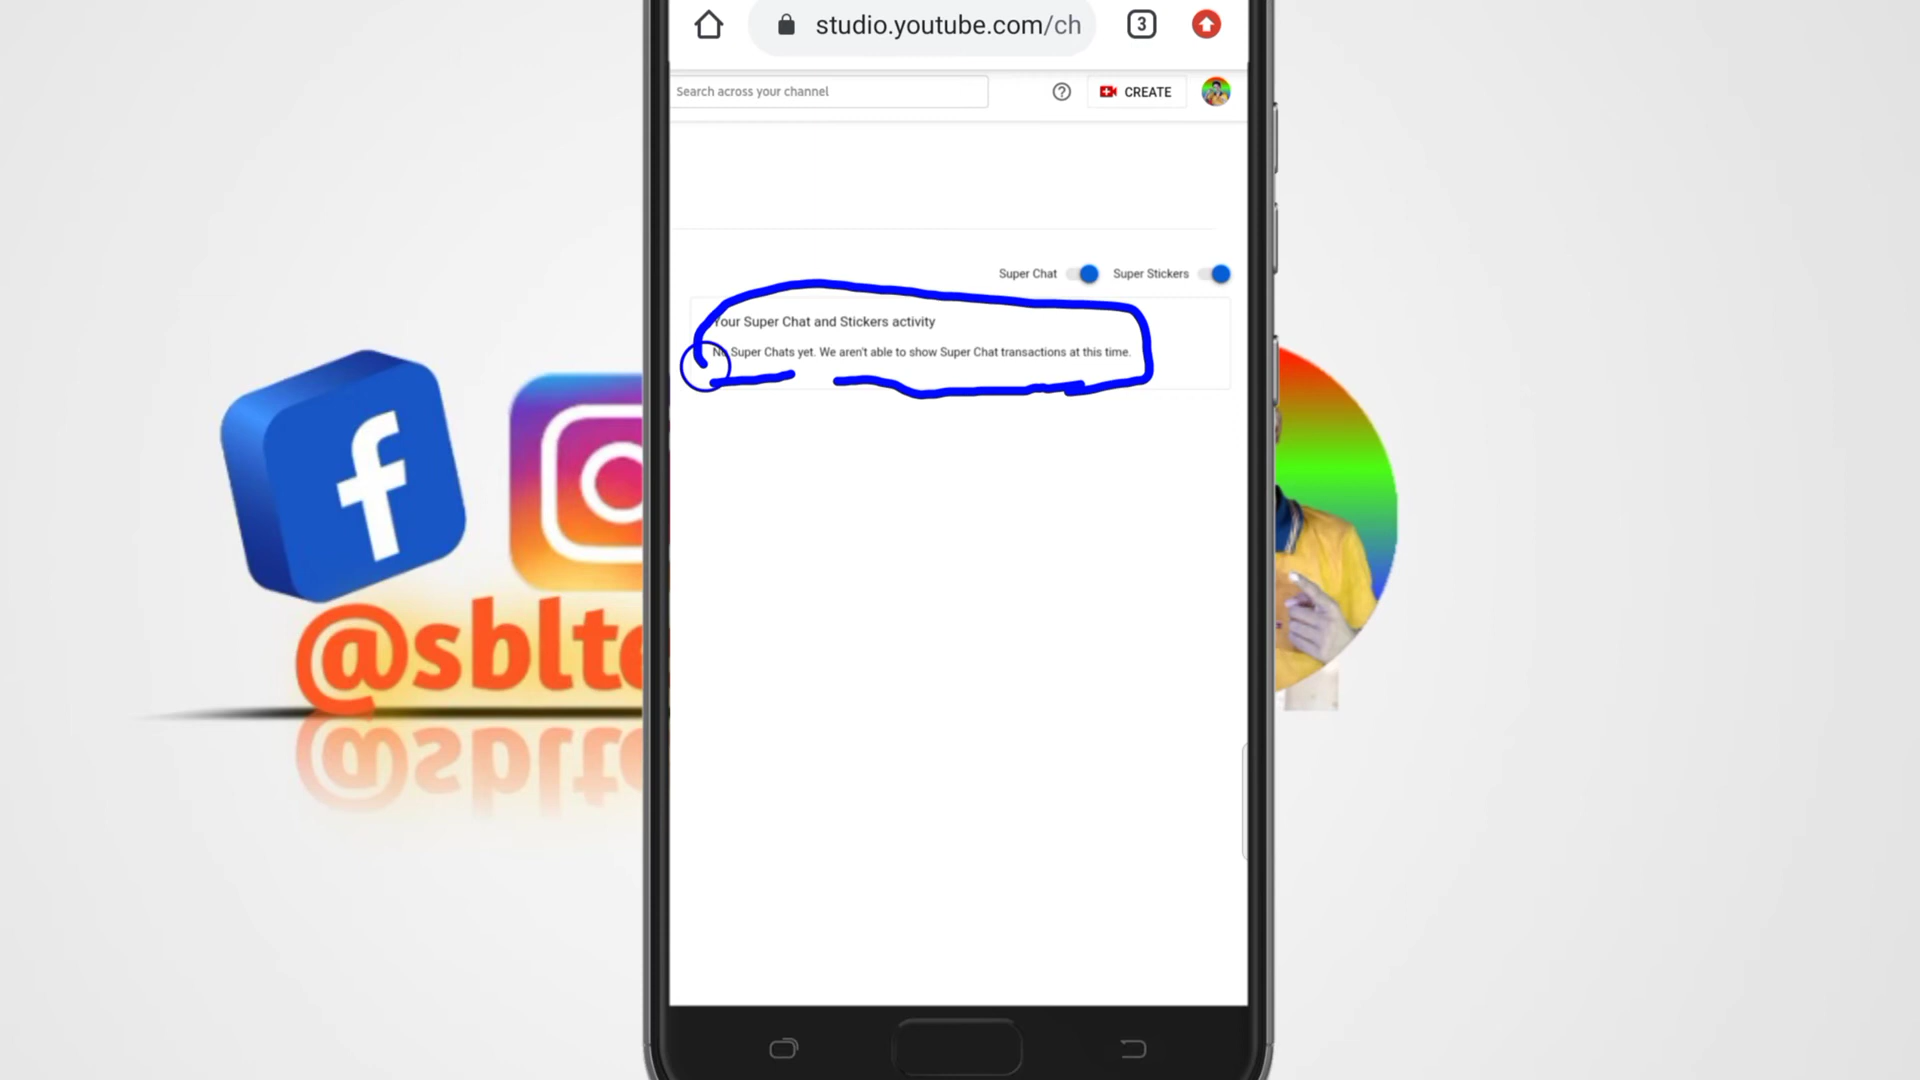 studio.youtube.com/ch
3
Search across your channel
CREATE
Super Chat
Super Stickers
Your Super Chat and Stickers activity
No Super Chats yet. We aren't able to show Super Chat transactions at this time.
@sblte